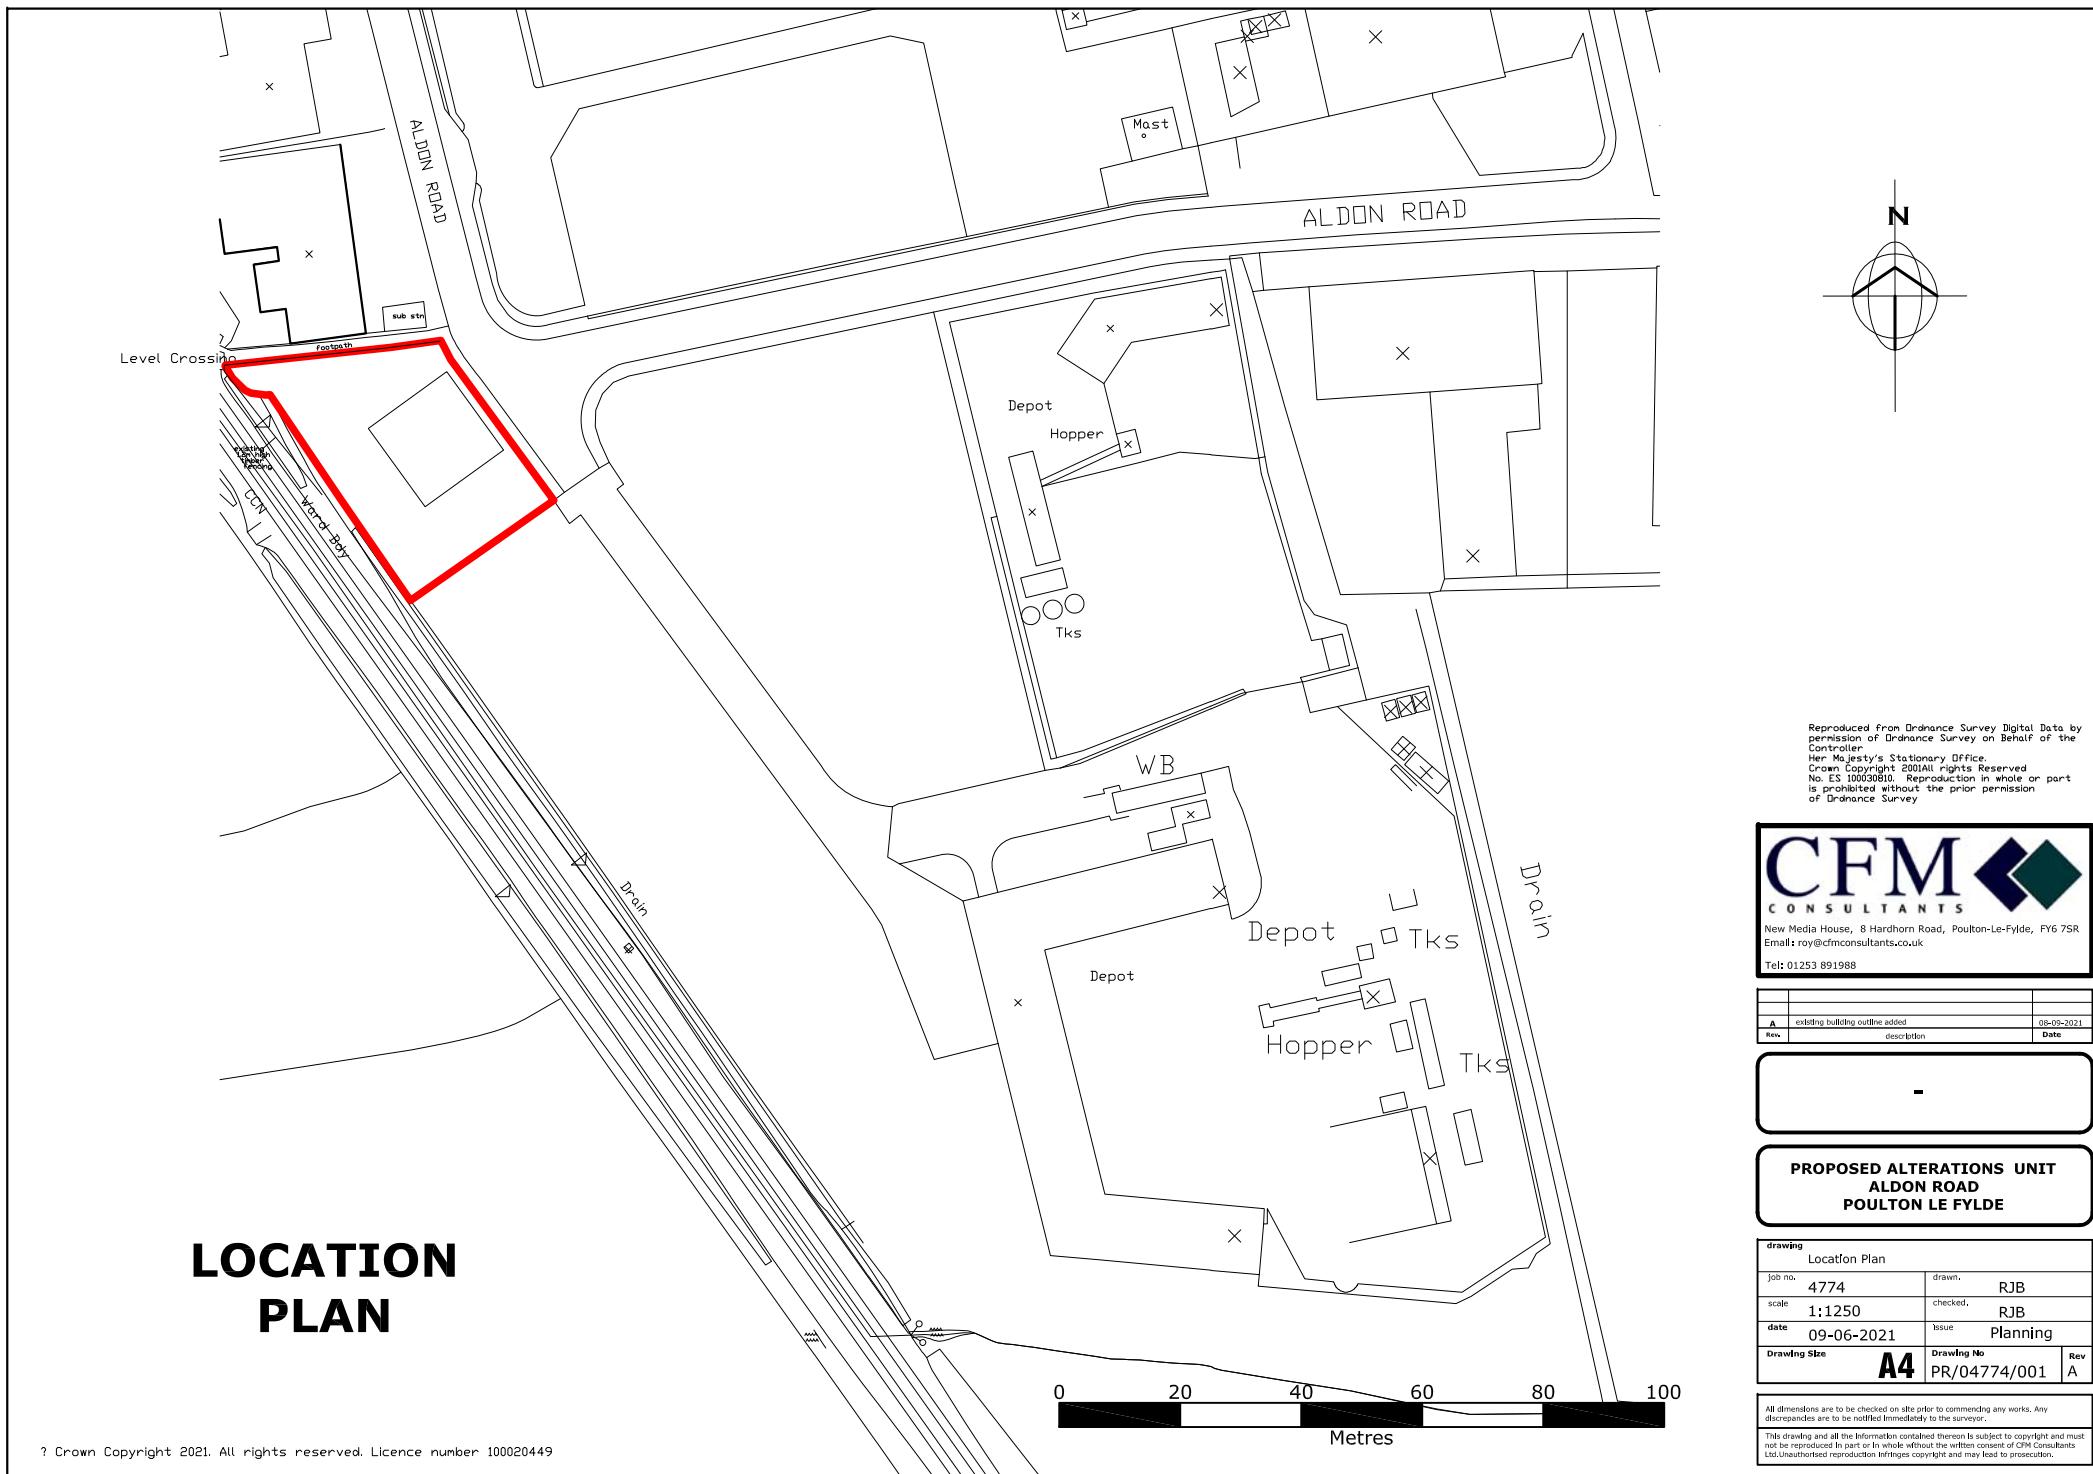 Mast
ALDON ROAD
ALDON ROAD
N
sub stn
footpath
Level Crossing
Depot
Hopper
existing
1.8m high
timber
fencing
CCN
Ward Bdy
Tks
WB
Drain
Drain
Depot
Tks
Depot
Hopper
Tks
Reproduced from Ordnance Survey Digital Data by
permission of Ordnance Survey on Behalf of the
Controller
Her Majesty's Stationary Office.
Crown Copyright 2001All rights Reserved
No. ES 100030810. Reproduction in whole or part
is prohibited without the prior permission
of Ordnance Survey
CFM
CONSULTANTS
New Media House, 8 Hardhorn Road, Poulton-Le-Fylde, FY6 7SR
Email: roy@cfmconsultants.co.uk
Tel: 01253 891988
A existing building outline added 08-09-2021
Rev. description Date
-
PROPOSED ALTERATIONS UNIT
ALDON ROAD
POULTON LE FYLDE
drawing
Location Plan
job no. 4774 drawn. RJB
scale 1:1250 checked. RJB
date 09-06-2021 issue Planning
Drawing Size A4 Drawing No PR/04774/001 Rev A
All dimensions are to be checked on site prior to commencing any works. Any
discrepancies are to be notified immediately to the surveyor.
This drawing and all the information contained thereon is subject to copyright and must
not be reproduced in part or in whole without the written consent of CFM Consultants
Ltd.Unauthorised reproduction infringes copyright and may lead to prosecution.
LOCATION
PLAN
0 20 40 60 80 100
Metres
? Crown Copyright 2021. All rights reserved. Licence number 100020449